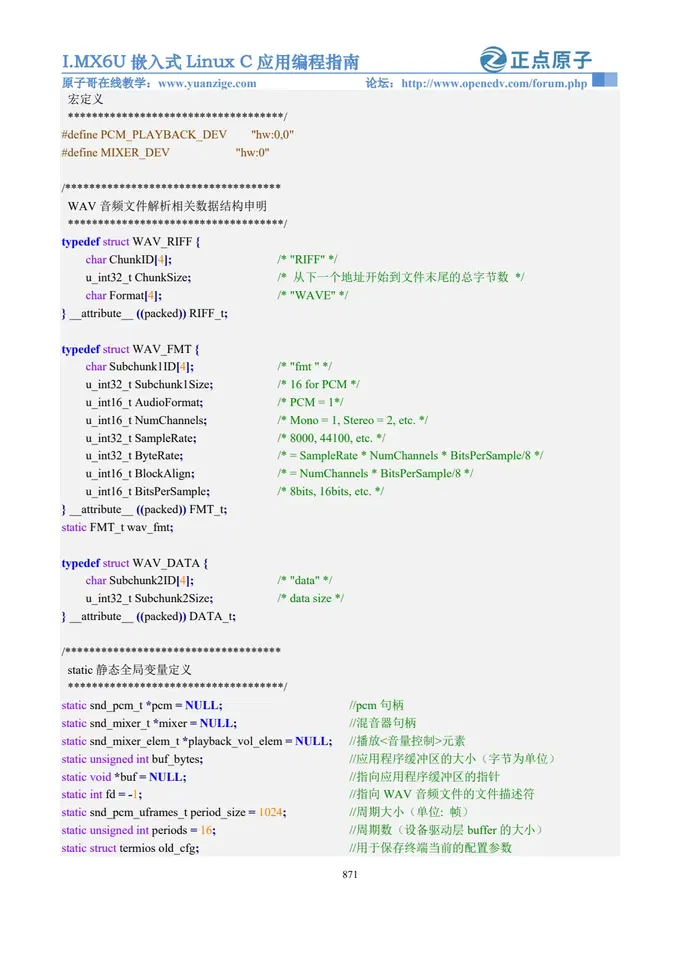 I.MX6U 嵌入式 Linux C 应用编程指南
正点原子
原子哥在线教学：www.yuanzige.com 论坛：http://www.openedv.com/forum.php
宏定义
************************************/
#define PCM_PLAYBACK_DEV "hw:0,0"
#define MIXER_DEV "hw:0"
/************************************
WAV 音频文件解析相关数据结构申明
************************************/
typedef struct WAV_RIFF {
char ChunkID[4]; /* "RIFF" */
u_int32_t ChunkSize; /* 从下一个地址开始到文件末尾的总字节数 */
char Format[4]; /* "WAVE" */
} __attribute__ ((packed)) RIFF_t;
typedef struct WAV_FMT {
char Subchunk1ID[4]; /* "fmt " */
u_int32_t Subchunk1Size; /* 16 for PCM */
u_int16_t AudioFormat; /* PCM = 1*/
u_int16_t NumChannels; /* Mono = 1, Stereo = 2, etc. */
u_int32_t SampleRate; /* 8000, 44100, etc. */
u_int32_t ByteRate; /* = SampleRate * NumChannels * BitsPerSample/8 */
u_int16_t BlockAlign; /* = NumChannels * BitsPerSample/8 */
u_int16_t BitsPerSample; /* 8bits, 16bits, etc. */
} __attribute__ ((packed)) FMT_t;
static FMT_t wav_fmt;
typedef struct WAV_DATA {
char Subchunk2ID[4]; /* "data" */
u_int32_t Subchunk2Size; /* data size */
} __attribute__ ((packed)) DATA_t;
/************************************
static 静态全局变量定义
************************************/
static snd_pcm_t *pcm = NULL; //pcm 句柄
static snd_mixer_t *mixer = NULL; //混音器句柄
static snd_mixer_elem_t *playback_vol_elem = NULL; //播放<音量控制>元素
static unsigned int buf_bytes; //应用程序缓冲区的大小（字节为单位）
static void *buf = NULL; //指向应用程序缓冲区的指针
static int fd = -1; //指向 WAV 音频文件的文件描述符
static snd_pcm_uframes_t period_size = 1024; //周期大小（单位: 帧）
static unsigned int periods = 16; //周期数（设备驱动层 buffer 的大小）
static struct termios old_cfg; //用于保存终端当前的配置参数
871